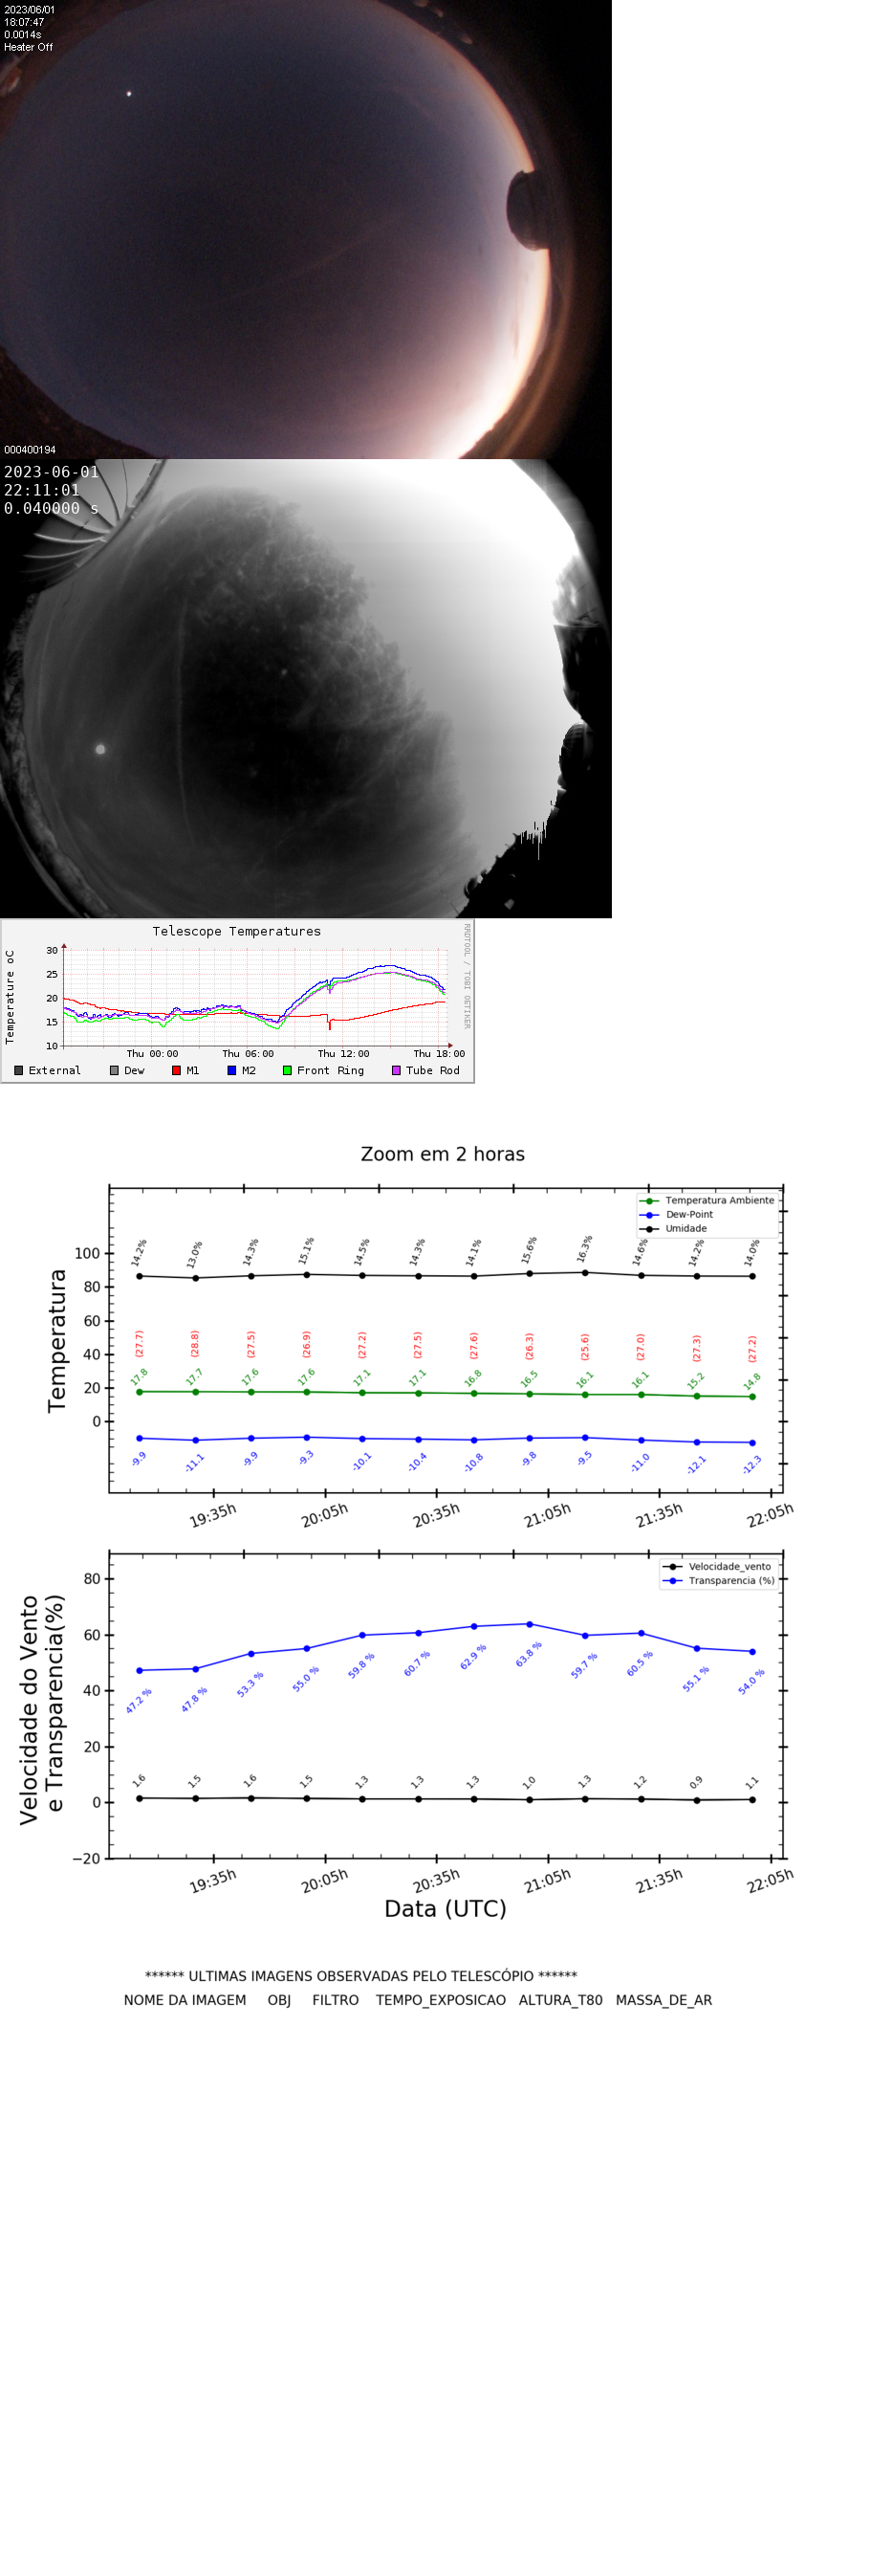 2023/06/01
18:07:47
0.0014s
Heater Off
000400194
2023-06-01
22:11:01
0.040000 s
Telescope Temperatures
RRDTOOL / TOBI OETIKER
Temperature oC
30
25
20
15
10
Thu 00:00 Thu 06:00 Thu 12:00 Thu 18:00
External Dew M1 M2 Front Ring Tube Rod
Zoom em 2 horas
Temperatura Ambiente
Dew-Point
Umidade
Temperatura
100
80
60
40
20
0
14.2% 13.0% 14.3% 15.1% 14.5% 14.3% 14.1% 15.6% 16.3% 14.6% 14.2% 14.0%
(27.7) (28.8) (27.5) (26.9) (27.2) (27.5) (27.6) (26.3) (25.6) (27.0) (27.3) (27.2)
17.8 17.7 17.6 17.6 17.1 17.1 16.8 16.5 16.1 16.1 15.2 14.8
-9.9 -11.1 -9.9 -9.3 -10.1 -10.4 -10.8 -9.8 -9.5 -11.0 -12.1 -12.3
19:35h 20:05h 20:35h 21:05h 21:35h 22:05h
Velocidade_vento
Transparencia (%)
Velocidade do Vento
e Transparencia(%)
80
60
40
20
0
−20
47.2 % 47.8 % 53.3 % 55.0 % 59.8 % 60.7 % 62.9 % 63.8 % 59.7 % 60.5 % 55.1 % 54.0 %
1.6 1.5 1.6 1.5 1.3 1.3 1.3 1.0 1.3 1.2 0.9 1.1
19:35h 20:05h 20:35h 21:05h 21:35h 22:05h
Data (UTC)
****** ULTIMAS IMAGENS OBSERVADAS PELO TELESCÓPIO ******
NOME DA IMAGEM OBJ FILTRO TEMPO_EXPOSICAO ALTURA_T80 MASSA_DE_AR